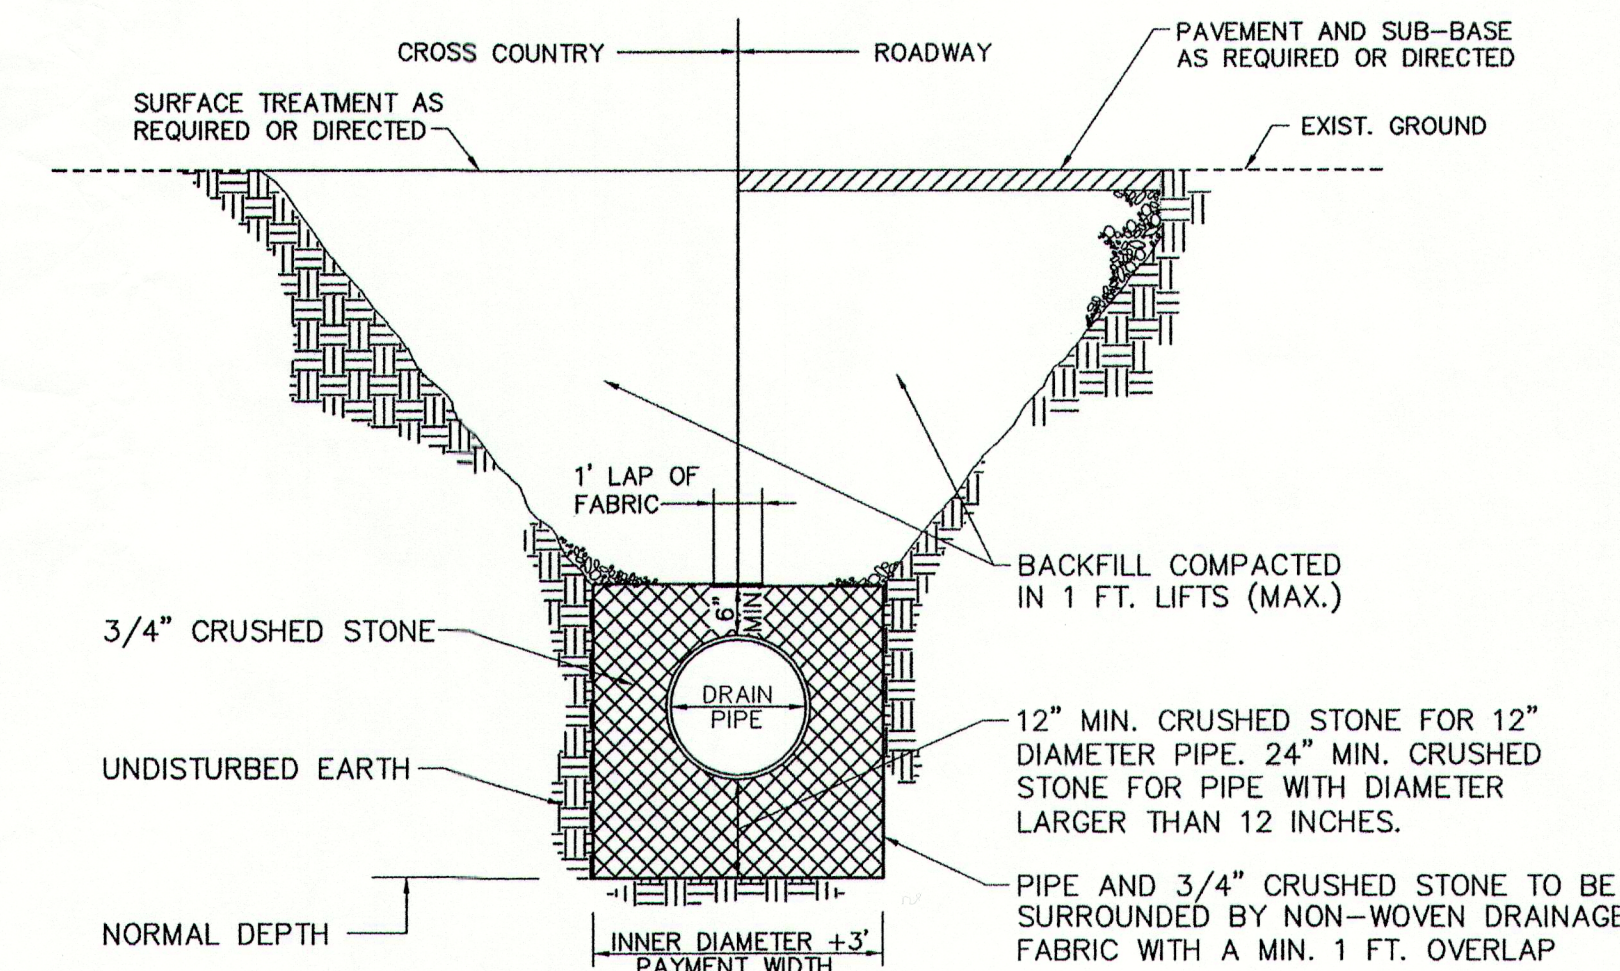 CROSS COUNTRY
ROADWAY
PAVEMENT AND SUB-BASE
AS REQUIRED OR DIRECTED
SURFACE TREATMENT AS
REQUIRED OR DIRECTED
EXIST. GROUND
1' LAP OF
FABRIC
BACKFILL COMPACTED
IN 1 FT. LIFTS (MAX.)
6"
MIN
3/4" CRUSHED STONE
DRAIN
PIPE
12" MIN. CRUSHED STONE FOR 12"
DIAMETER PIPE. 24" MIN. CRUSHED
STONE FOR PIPE WITH DIAMETER
LARGER THAN 12 INCHES.
UNDISTURBED EARTH
PIPE AND 3/4" CRUSHED STONE TO BE
SURROUNDED BY NON-WOVEN DRAINAGE
FABRIC WITH A MIN. 1 FT. OVERLAP
NORMAL DEPTH
INNER DIAMETER +3'
PAYMENT WIDTH